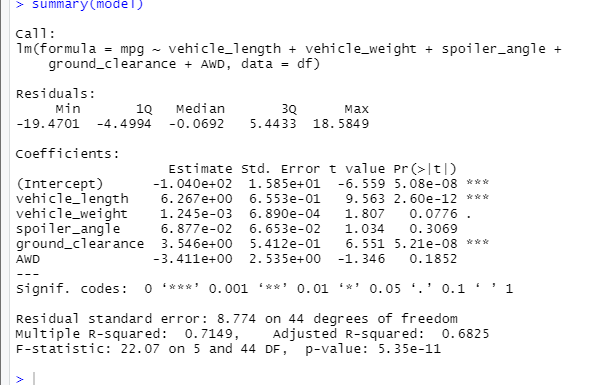 > summary(model)
Call:
lm(formula = mpg ~ vehicle_length + vehicle_weight + spoiler_angle +
    ground_clearance + AWD, data = df)
Residuals:
     Min       1Q   Median       3Q      Max
-19.4701  -4.4994  -0.0692   5.4433  18.5849
Coefficients:
                   Estimate Std. Error t value Pr(>|t|)
(Intercept)      -1.040e+02  1.585e+01  -6.559 5.08e-08 ***
vehicle_length    6.267e+00  6.553e-01   9.563 2.60e-12 ***
vehicle_weight    1.245e-03  6.890e-04   1.807   0.0776 .
spoiler_angle     6.877e-02  6.653e-02   1.034   0.3069
ground_clearance  3.546e+00  5.412e-01   6.551 5.21e-08 ***
AWD              -3.411e+00  2.535e+00  -1.346   0.1852
---
Signif. codes:  0 ‘***’ 0.001 ‘**’ 0.01 ‘*’ 0.05 ‘.’ 0.1 ‘ ’ 1
Residual standard error: 8.774 on 44 degrees of freedom
Multiple R-squared:  0.7149,	Adjusted R-squared:  0.6825
F-statistic: 22.07 on 5 and 44 DF,  p-value: 5.35e-11
>